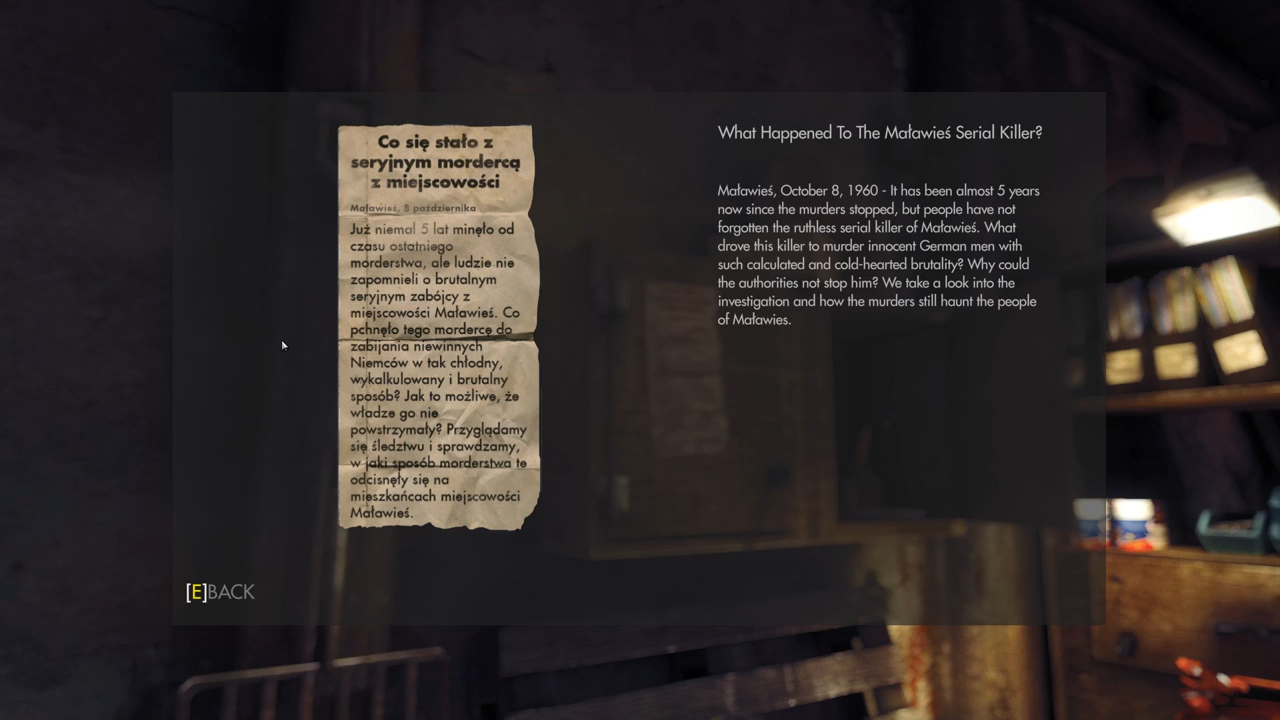 Co się stało z
seryjnym mordercą
z miejscowości
Maławieś, 8 października
Już niemal 5 lat minęło od
czasu ostatniego
morderstwa, ale ludzie nie
zapomnieli o brutalnym
seryjnym zabójcy z
miejscowości Maławieś. Co
pchnęło tego mordercę do
zabijania niewinnych
Niemców w tak chłodny,
wykalkulowany i brutalny
sposób? Jak to możliwe, że
władze go nie
powstrzymały? Przyglądamy
się śledztwu i sprawdzamy,
w jaki sposób morderstwa te
odcisnęły się na
mieszkańcach miejscowości
Maławieś.
What Happened To The Maławieś Serial Killer?
Maławieś, October 8, 1960 - It has been almost 5 years
now since the murders stopped, but people have not
forgotten the ruthless serial killer of Maławieś. What
drove this killer to murder innocent German men with
such calculated and cold-hearted brutality? Why could
the authorities not stop him? We take a look into the
investigation and how the murders still haunt the people
of Maławies.
[E]BACK